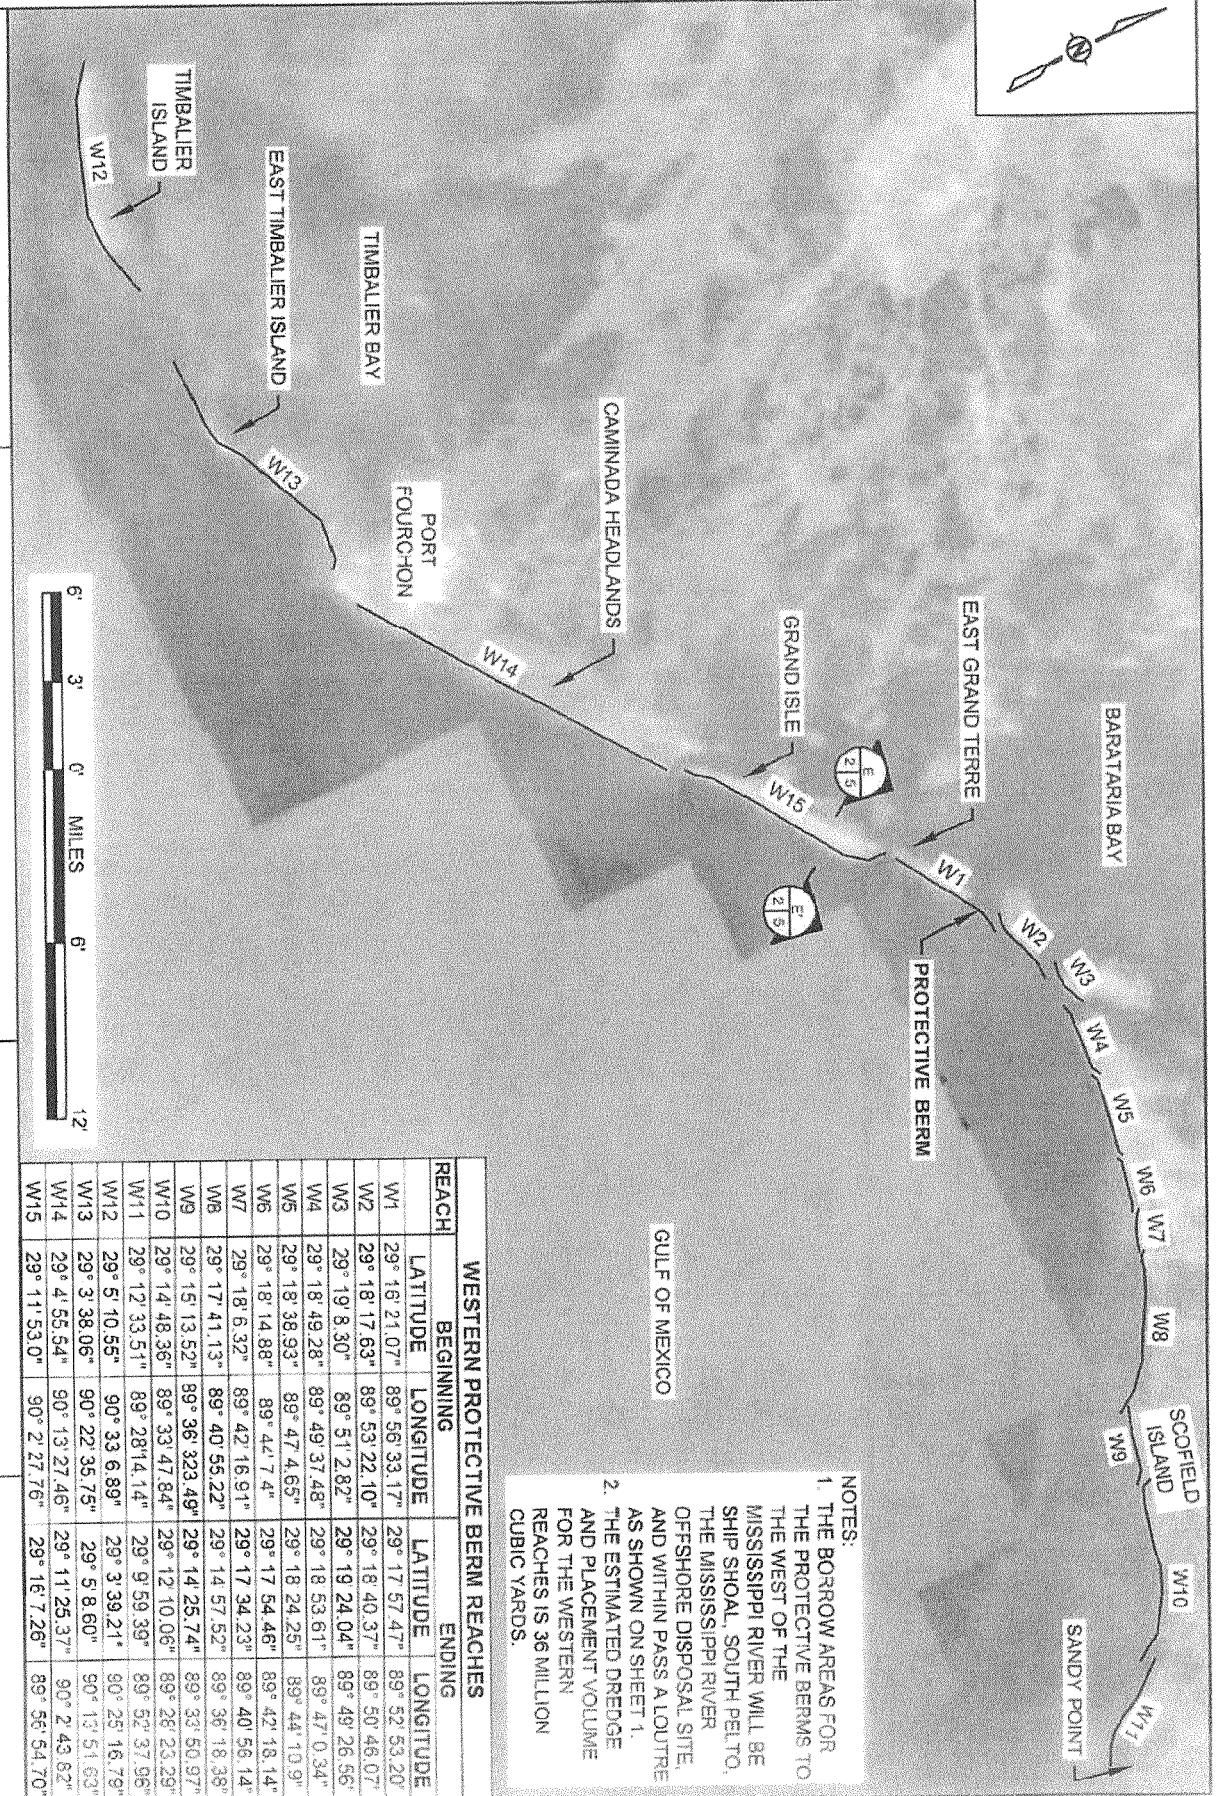 N
TIMBALIER
ISLAND
W12
EAST TIMBALIER ISLAND
TIMBALIER BAY
W13
PORT
FOURCHON
CAMINADA HEADLANDS
W14
GRAND ISLE
W15
E
2 5
E'
2 5
EAST GRAND TERRE
BARATARIA BAY
W1
PROTECTIVE BERM
W2
W3
W4
W5
W6
W7
W8
W9
SCOFIELD
ISLAND
W10
W11
SANDY POINT
GULF OF MEXICO
6' 3' 0' MILES 6' 12'
NOTES:
1. THE BORROW AREAS FOR
THE PROTECTIVE BERMS TO
THE WEST OF THE
MISSISSIPPI RIVER WILL BE
SHIP SHOAL, SOUTH PELTO,
THE MISSISSIPPI RIVER
OFFSHORE DISPOSAL SITE,
AND WITHIN PASS A LOUTRE
AS SHOWN ON SHEET 1.
2. THE ESTIMATED DREDGE
AND PLACEMENT VOLUME
FOR THE WESTERN
REACHES IS 36 MILLION
CUBIC YARDS.
WESTERN PROTECTIVE BERM REACHES
REACH BEGINNING ENDING
LATITUDE LONGITUDE LATITUDE LONGITUDE
W1 29° 16' 21.07" 89° 56' 33.17" 29° 17' 57.47" 89° 52' 53.20"
W2 29° 18' 17.63" 89° 53' 22.10" 29° 18' 40.37" 89° 50' 46.07"
W3 29° 19' 8.30" 89° 51' 2.82" 29° 19' 24.04" 89° 49' 26.56"
W4 29° 18' 49.28" 89° 49' 37.48" 29° 18' 53.61" 89° 47' 0.34"
W5 29° 18' 38.93" 89° 47' 4.65" 29° 18' 24.25" 89° 44' 10.9"
W6 29° 18' 14.88" 89° 44' 7.4" 29° 17' 54.46" 89° 42' 18.14"
W7 29° 18' 6.32" 89° 42' 16.91" 29° 17' 34.23" 89° 40' 56.14"
W8 29° 17' 41.13" 89° 40' 55.22" 29° 14' 57.52" 89° 36' 18.38"
W9 29° 15' 13.52" 89° 36' 323.49" 29° 14' 25.74" 89° 33' 50.97"
W10 29° 14' 48.36" 89° 33' 47.84" 29° 12' 10.06" 89° 28' 23.29"
W11 29° 12' 33.51" 89° 28'14.14" 29° 9' 59.39" 89° 52' 37.96"
W12 29° 5' 10.55" 90° 33 6.89" 29° 3' 39.21" 90° 25' 16.79"
W13 29° 3' 38.06" 90° 22' 35.75" 29° 5' 8.60" 90° 13' 51.63"
W14 29° 4' 55.54" 90° 13' 27.46" 29° 11' 25.37" 90° 2' 43.82"
W15 29° 11' 53.0" 90° 2' 27.76" 29° 16' 7.26" 89° 56' 54.70"